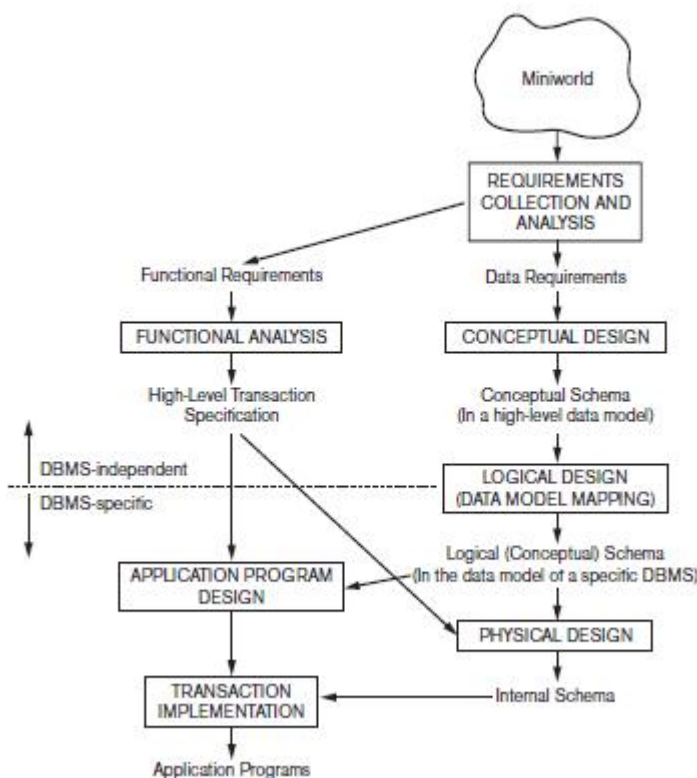 Miniworld
REQUIREMENTS
COLLECTION AND
ANALYSIS
Functional Requirements
Data Requirements
FUNCTIONAL ANALYSIS
CONCEPTUAL DESIGN
High-Level Transaction
Specification
Conceptual Schema
(In a high-level data model)
DBMS-independent
LOGICAL DESIGN
(DATA MODEL MAPPING)
DBMS-specific
Logical (Conceptual) Schema
(In the data model of a specific DBMS)
APPLICATION PROGRAM
DESIGN
PHYSICAL DESIGN
Internal Schema
TRANSACTION
IMPLEMENTATION
Application Programs